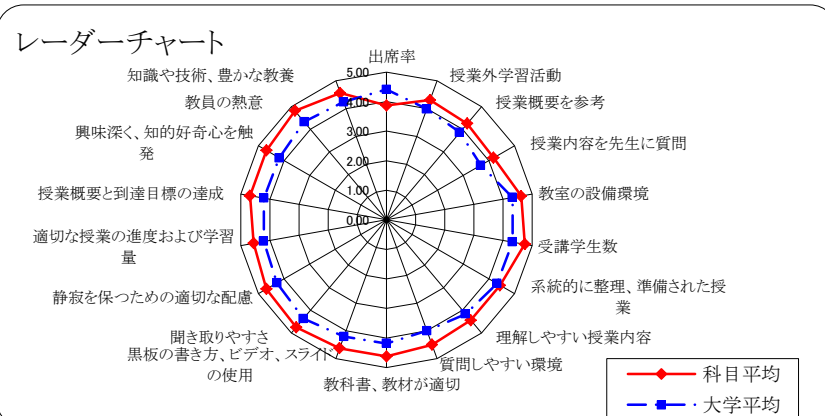 レーダーチャート
出席率
授業外学習活動
授業概要を参考
授業内容を先生に質問
教室の設備環境
受講学生数
系統的に整理、準備された授
業
理解しやすい授業内容
質問しやすい環境
教科書、教材が適切
黒板の書き方、ビデオ、スライド
の使用
聞き取りやすさ
静寂を保つための適切な配慮
適切な授業の進度および学習
量
授業概要と到達目標の達成
興味深く、知的好奇心を触
発
教員の熱意
知識や技術、豊かな教養
5.00
4.00
3.00
2.00
1.00
0.00
科目平均
大学平均